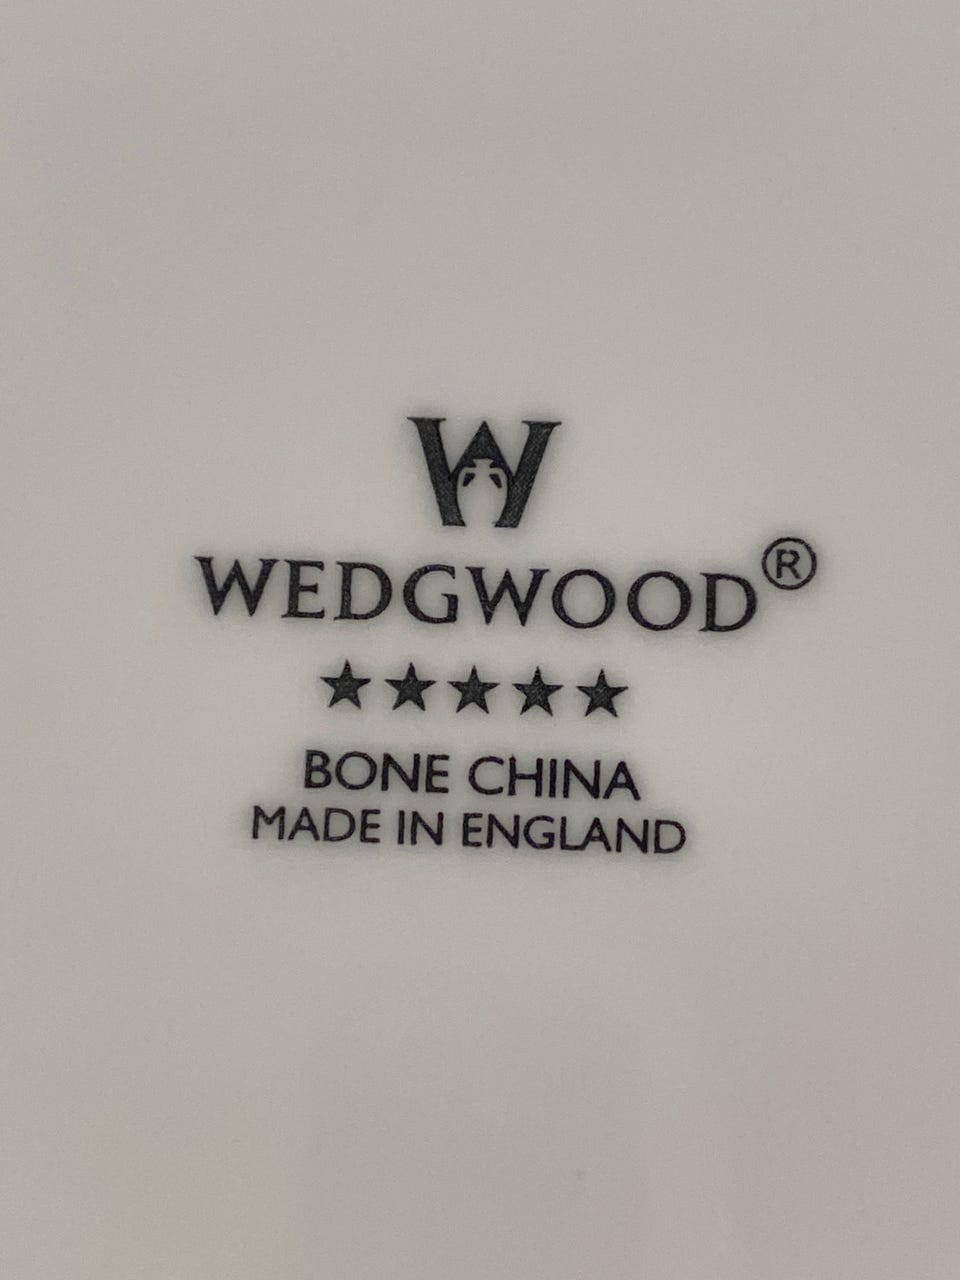 W
WEDGWOOD®
★★★★★
BONE CHINA
MADE IN ENGLAND